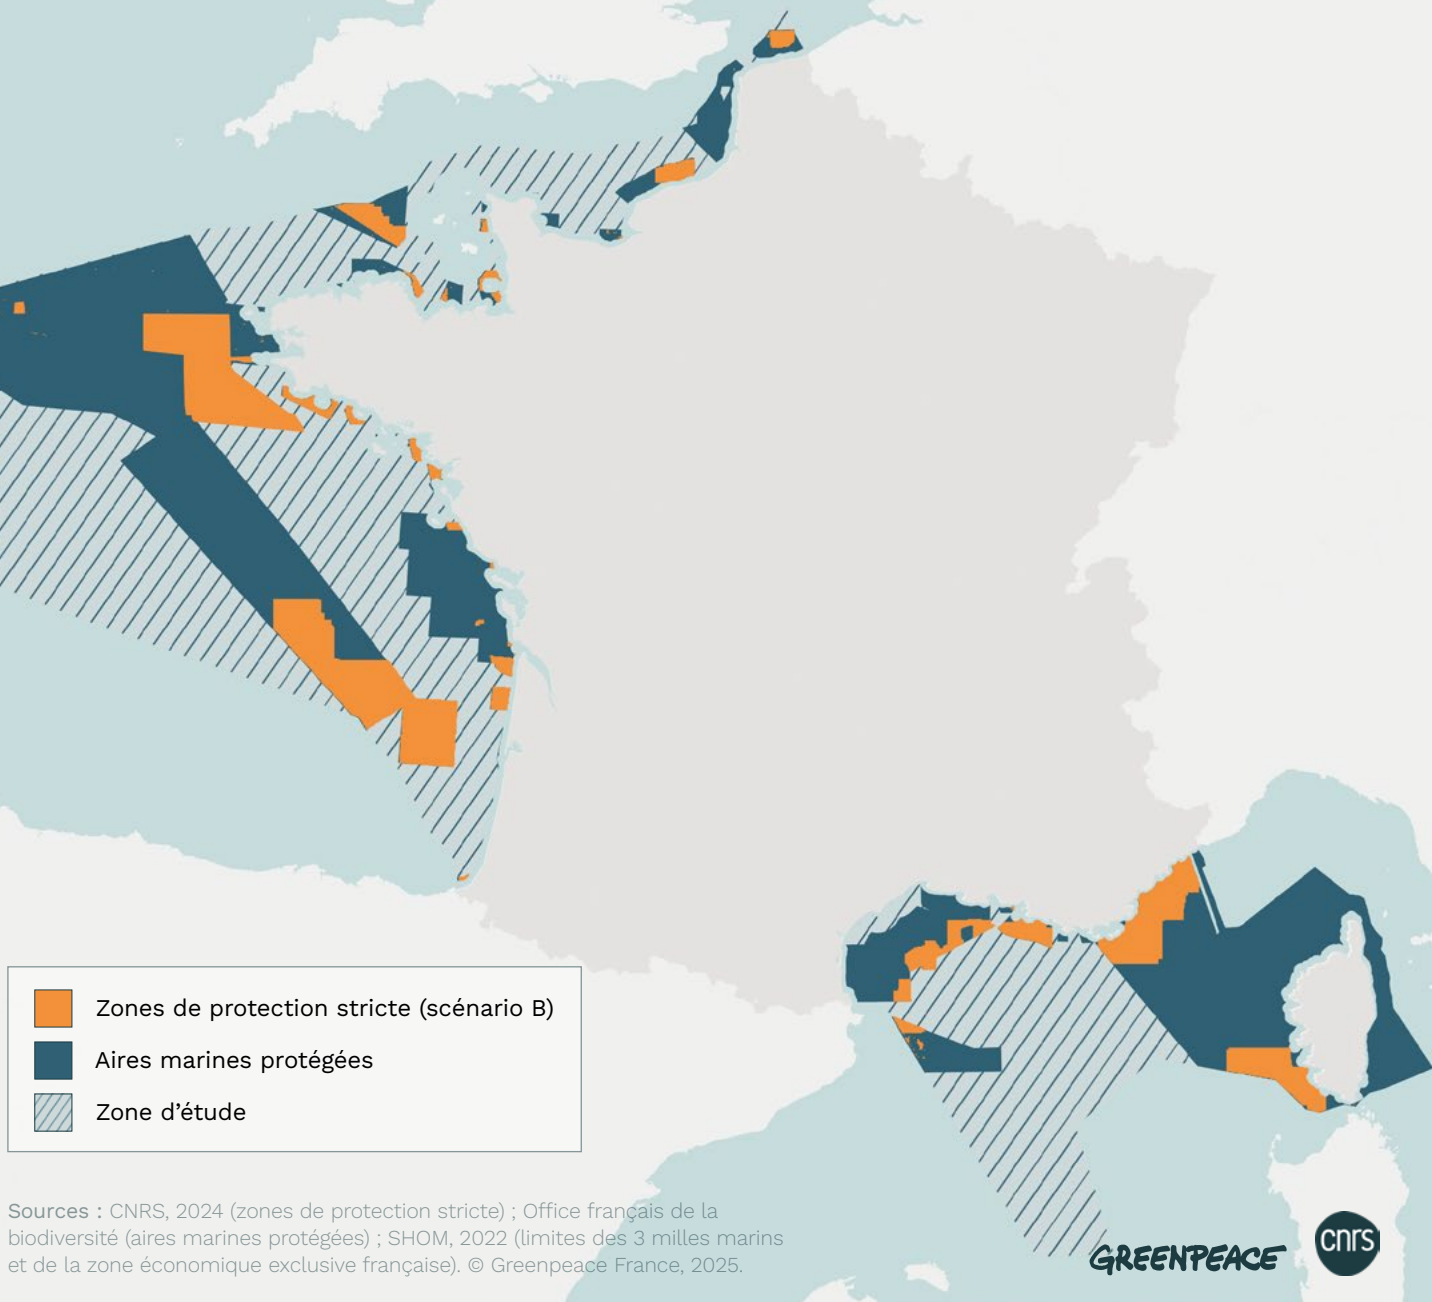 Zones de protection stricte (scénario B)
Aires marines protégées
Zone d’étude
Sources : CNRS, 2024 (zones de protection stricte) ; Office français de la
biodiversité (aires marines protégées) ; SHOM, 2022 (limites des 3 milles marins
et de la zone économique exclusive française). © Greenpeace France, 2025.
GREENPEACE
cnrs